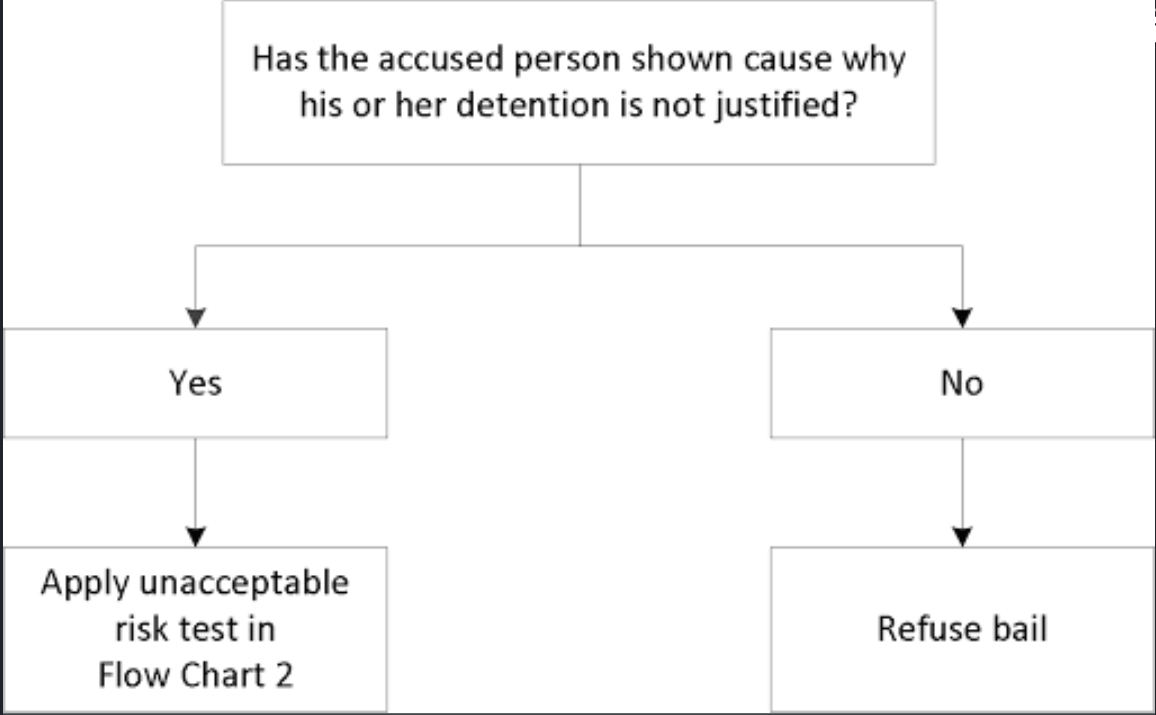 Has the accused person shown cause why
his or her detention is not justified?
Yes
No
Apply unacceptable
risk test in
Flow Chart 2
Refuse bail